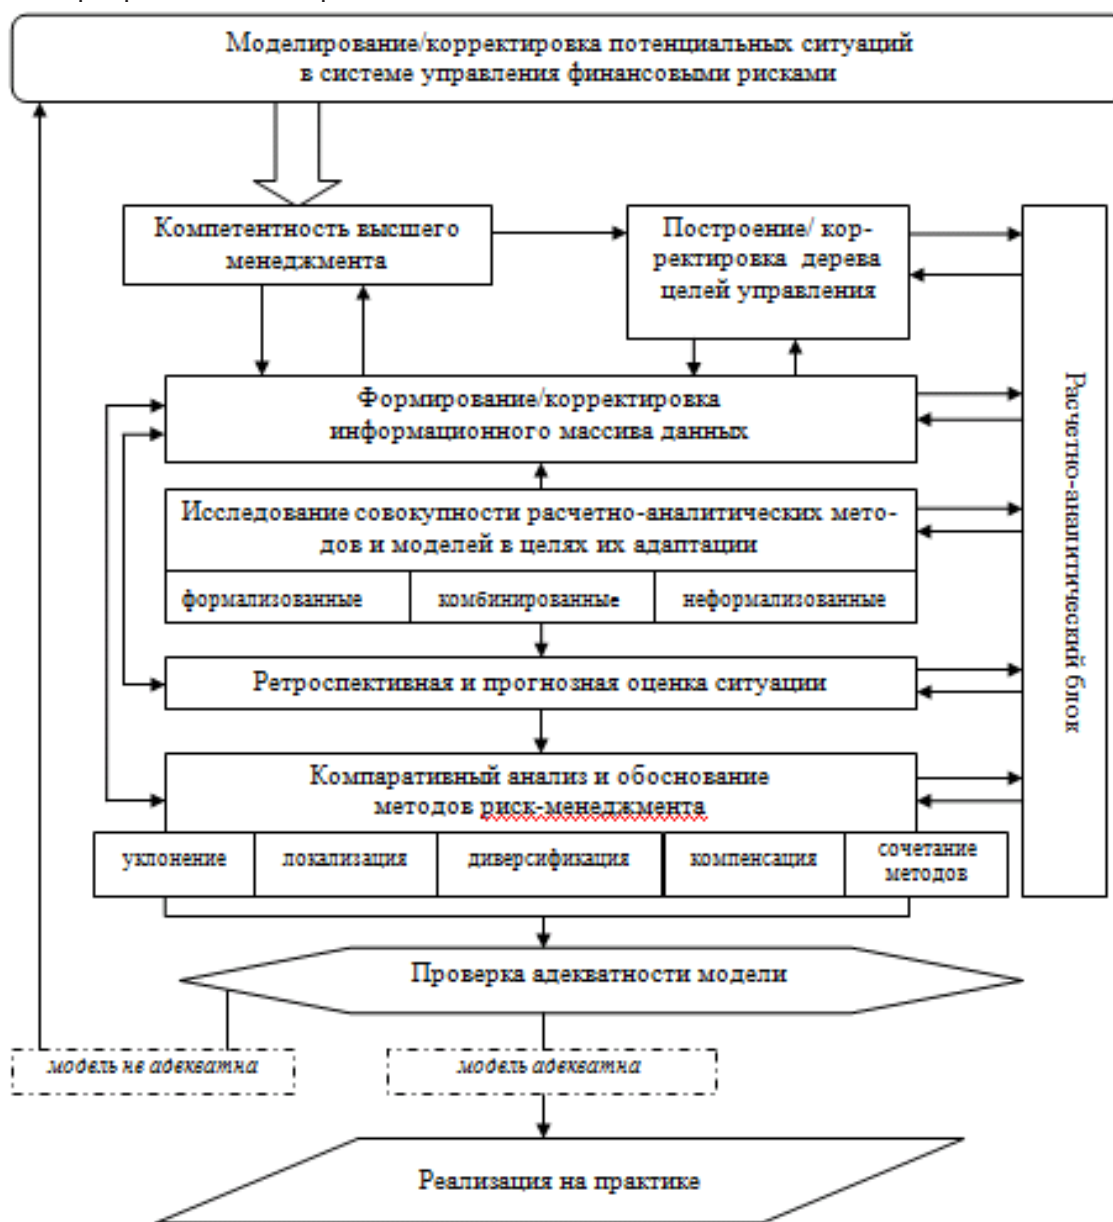 Моделирование/корректировка потенциальных ситуаций
в системе управления финансовыми рисками
Компетентность высшего
менеджмента
Построение/ кор-
ректировка дерева
целей управления
Формирование/корректировка
информационного массива данных
Исследование совокупности расчетно-аналитических мето-
дов и моделей в целях их адаптации
формализованные
комбинированные
неформализованные
Ретроспективная и прогнозная оценка ситуации
Компаративный анализ и обоснование
методов риск-менеджмента
уклонение
локализация
диверсификация
компенсация
сочетание
методов
Расчетно-аналитический блок
Проверка адекватности модели
модель не адекватна
модель адекватна
Реализация на практике